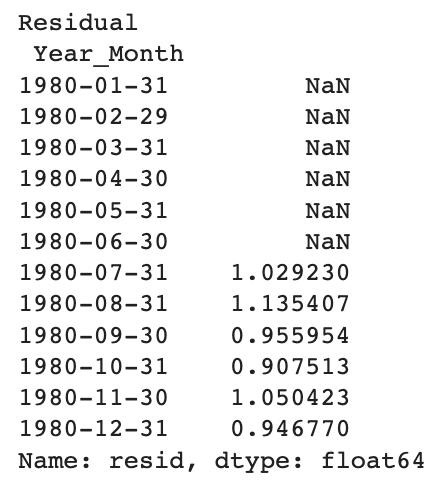 Residual
Year_Month
1980-01-31 NaN
1980-02-29 NaN
1980-03-31 NaN
1980-04-30 NaN
1980-05-31 NaN
1980-06-30 NaN
1980-07-31 1.029230
1980-08-31 1.135407
1980-09-30 0.955954
1980-10-31 0.907513
1980-11-30 1.050423
1980-12-31 0.946770
Name: resid, dtype: float64